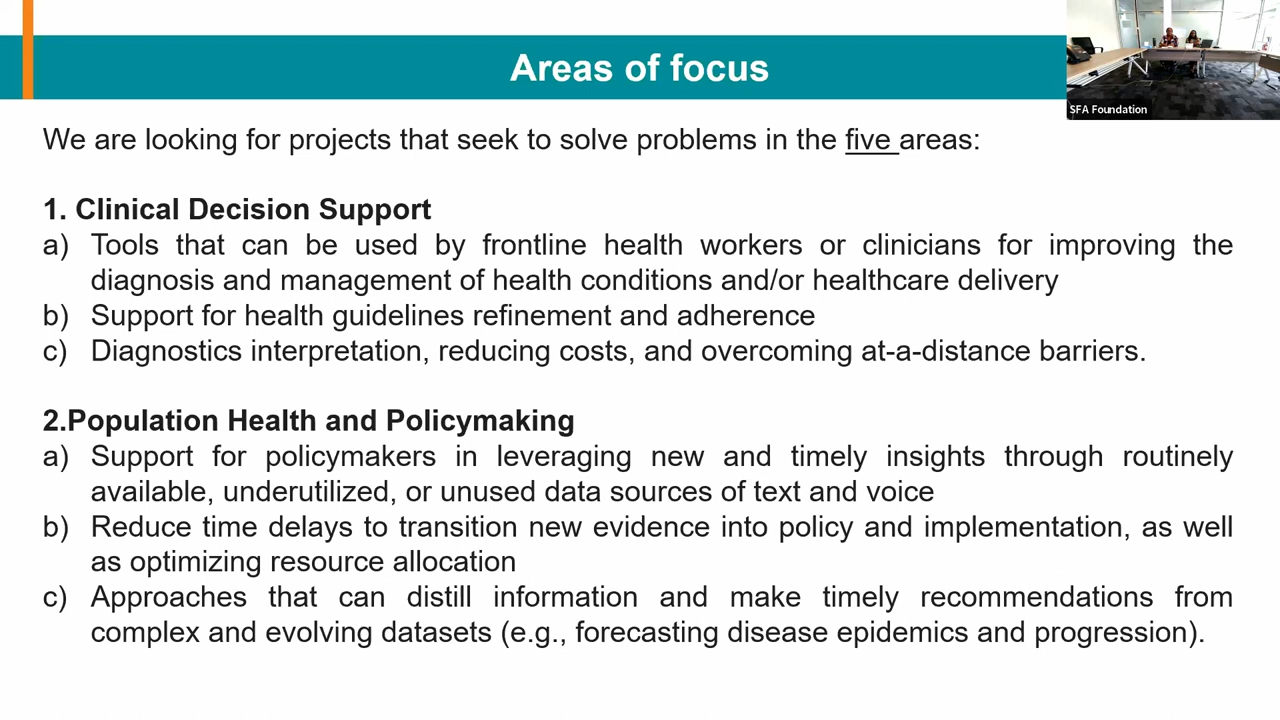 Areas of focus
SFA Foundation
We are looking for projects that seek to solve problems in the five areas:
1. Clinical Decision Support
a) Tools that can be used by frontline health workers or clinicians for improving the
diagnosis and management of health conditions and/or healthcare delivery
b) Support for health guidelines refinement and adherence
c) Diagnostics interpretation, reducing costs, and overcoming at-a-distance barriers.
2.Population Health and Policymaking
a) Support for policymakers in leveraging new and timely insights through routinely
available, underutilized, or unused data sources of text and voice
b) Reduce time delays to transition new evidence into policy and implementation, as well
as optimizing resource allocation
c) Approaches that can distill information and make timely recommendations from
complex and evolving datasets (e.g., forecasting disease epidemics and progression).